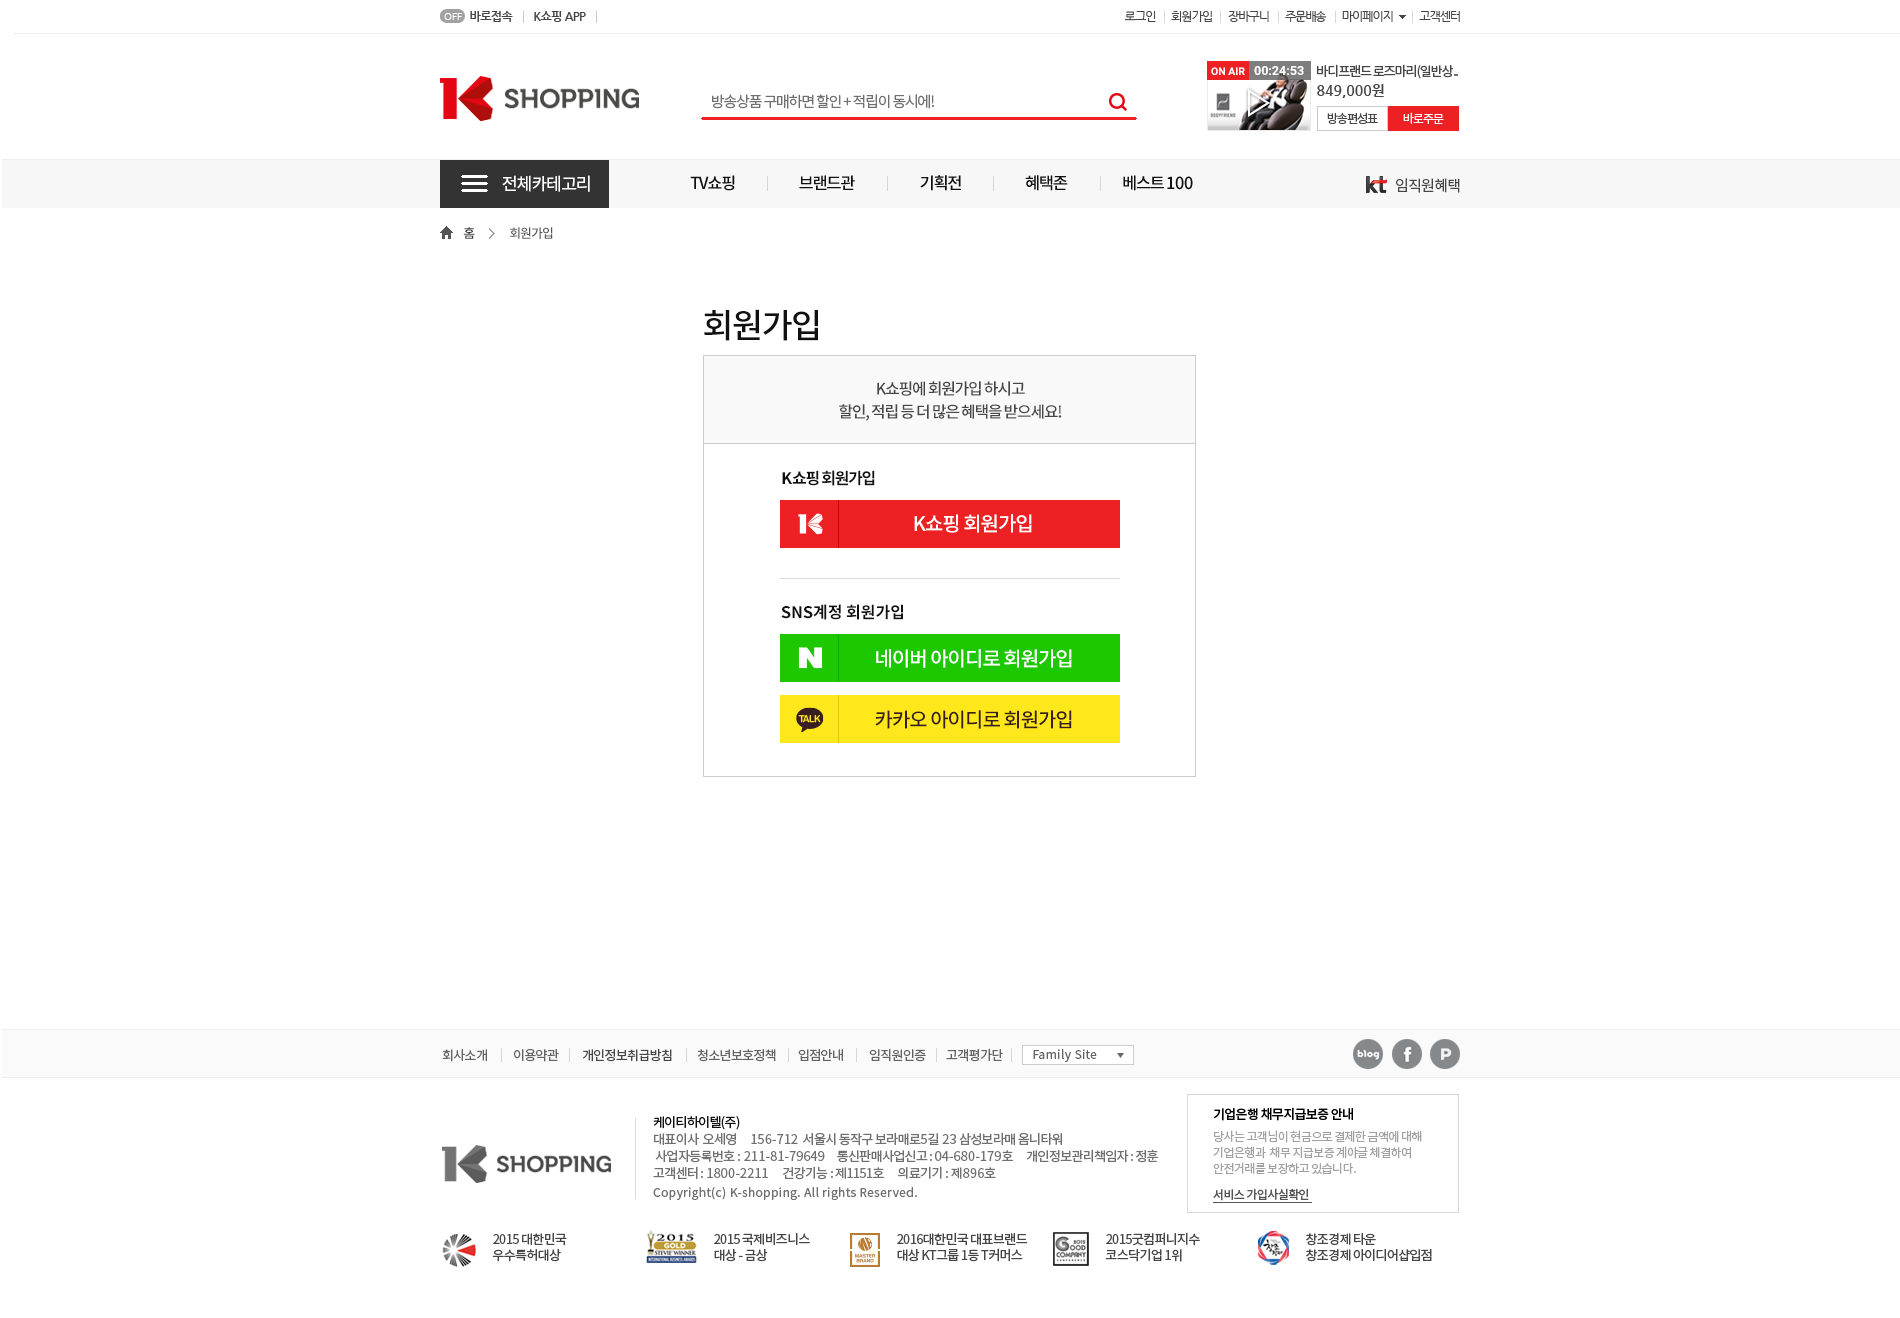 OFF 바로접속 K쇼핑 APP
로그인 회원가입 장바구니 주문배송 마이페이지 고객센터
K SHOPPING
방송상품 구매하면 할인 + 적립이 동시에!
ON AIR 00:24:53
BODYFRIEND
바디프랜드 로즈마리(일반상..
849,000원
방송편성표 바로주문
전체카테고리 TV쇼핑 브랜드관 기획전 혜택존 베스트 100 kt 임직원혜택
홈 > 회원가입
회원가입
K쇼핑에 회원가입 하시고
할인, 적립 등 더 많은 혜택을 받으세요!
K쇼핑 회원가입
K K쇼핑 회원가입
SNS계정 회원가입
N 네이버 아이디로 회원가입
TALK 카카오 아이디로 회원가입
회사소개 이용약관 개인정보취급방침 청소년보호정책 입점안내 임직원인증 고객평가단 Family Site
blog f P
K SHOPPING
케이티하이텔(주)
대표이사 오세영 156-712 서울시 동작구 보라매로5길 23 삼성보라매 옴니타워
사업자등록번호 : 211-81-79649 통신판매사업신고 : 04-680-179호 개인정보관리책임자 : 정훈
고객센터 : 1800-2211 건강기능 : 제1151호 의료기기 : 제896호
Copyright(c) K-shopping. All rights Reserved.
기업은행 채무지급보증 안내
당사는 고객님이 현금으로 결제한 금액에 대해
기업은행과 채무 지급보증 계야글 체결하여
안전거래를 보장하고 있습니다.
서비스 가입사실확인
2015 대한민국
우수특허대상
2015
GOLD
STEVIE WINNER
INTERNATIONAL BUSINESS AWARDS
2015 국제비즈니스
대상 - 금상
MASTER
BRAND
2016대한민국 대표브랜드
대상 KT그룹 1등 T커머스
2015
GOOD
COMPANY
CONFERENCE
2015굿컴퍼니지수
코스닥기업 1위
창조경제 타운
창조경제 아이디어샵입점